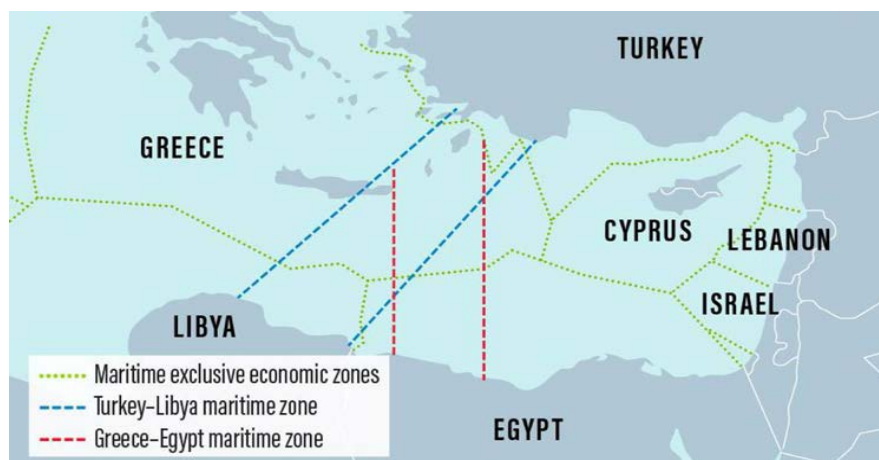 TURKEY
GREECE
CYPRUS
LEBANON
ISRAEL
LIBYA
Maritime exclusive economic zones
Turkey–Libya maritime zone
Greece–Egypt maritime zone
EGYPT